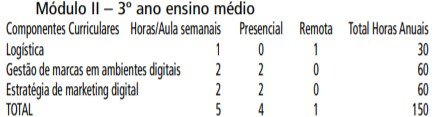 Módulo II – 3º ano ensino médio
Componentes Curriculares Horas/Aula semanais Presencial Remota Total Horas Anuais
Logística 1 0 1 30
Gestão de marcas em ambientes digitais 2 2 0 60
Estratégia de marketing digital 2 2 0 60
TOTAL 5 4 1 150